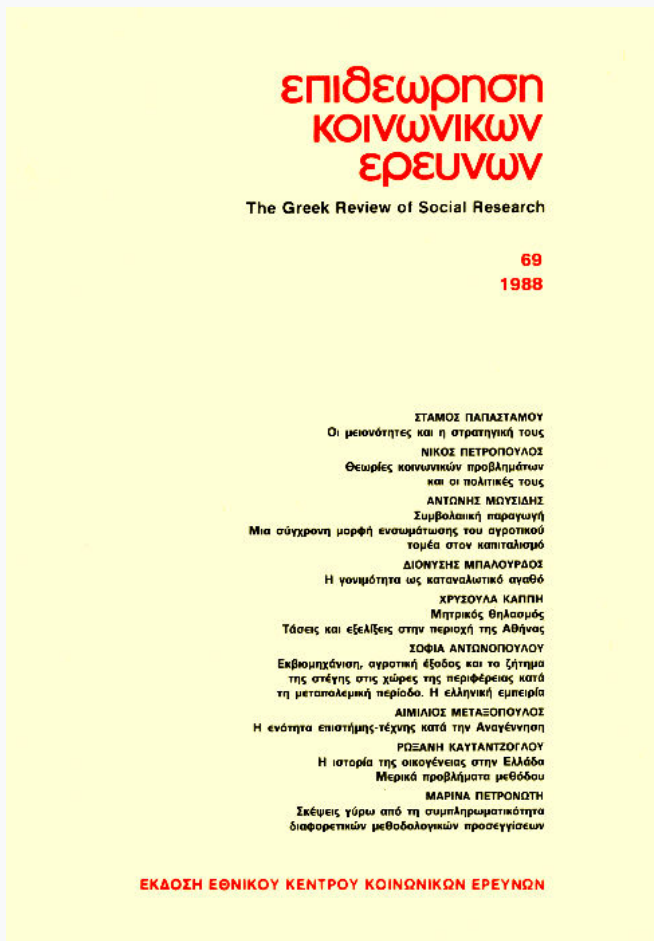 επιθεωρηση
κοινωνικων
ερευνων
The Greek Review of Social Research
69
1988
ΣΤΑΜΟΣ ΠΑΠΑΣΤΑΜΟΥ
Οι μειονότητες και η στρατηγική τους
ΝΙΚΟΣ ΠΕΤΡΟΠΟΥΛΟΣ
Θεωρίες κοινωνικών προβλημάτων
και οι πολιτικές τους
ΑΝΤΩΝΗΣ ΜΩΥΣΙΔΗΣ
Συμβολαιική παραγωγή
Μια σύγχρονη μορφή ενσωμάτωσης του αγροτικού
τομέα στον καπιταλισμό
ΔΙΟΝΥΣΗΣ ΜΠΑΛΟΥΡΔΟΣ
Η γονιμότητα ως καταναλωτικό αγαθό
ΧΡΥΣΟΥΛΑ ΚΑΠΠΗ
Μητρικός θηλασμός
Τάσεις και εξελίξεις στην περιοχή της Αθήνας
ΣΟΦΙΑ ΑΝΤΩΝΟΠΟΥΛΟΥ
Εκβιομηχάνιση, αγροτική έξοδος και το ζήτημα
της στέγης στις χώρες της περιφέρειας κατά
τη μεταπολεμική περίοδο. Η ελληνική εμπειρία
ΑΙΜΙΛΙΟΣ ΜΕΤΑΞΟΠΟΥΛΟΣ
Η ενότητα επιστήμης-τέχνης κατά την Αναγέννηση
ΡΩΞΑΝΗ ΚΑΥΤΑΝΤΖΟΓΛΟΥ
Η ιστορία της οικογένειας στην Ελλάδα
Μερικά προβλήματα μεθόδου
ΜΑΡΙΝΑ ΠΕΤΡΟΝΩΤΗ
Σκέψεις γύρω από τη συμπληρωματικότητα
διαφορετικών μεθοδολογικών προσεγγίσεων
ΕΚΔΟΣΗ ΕΘΝΙΚΟΥ ΚΕΝΤΡΟΥ ΚΟΙΝΩΝΙΚΩΝ ΕΡΕΥΝΩΝ